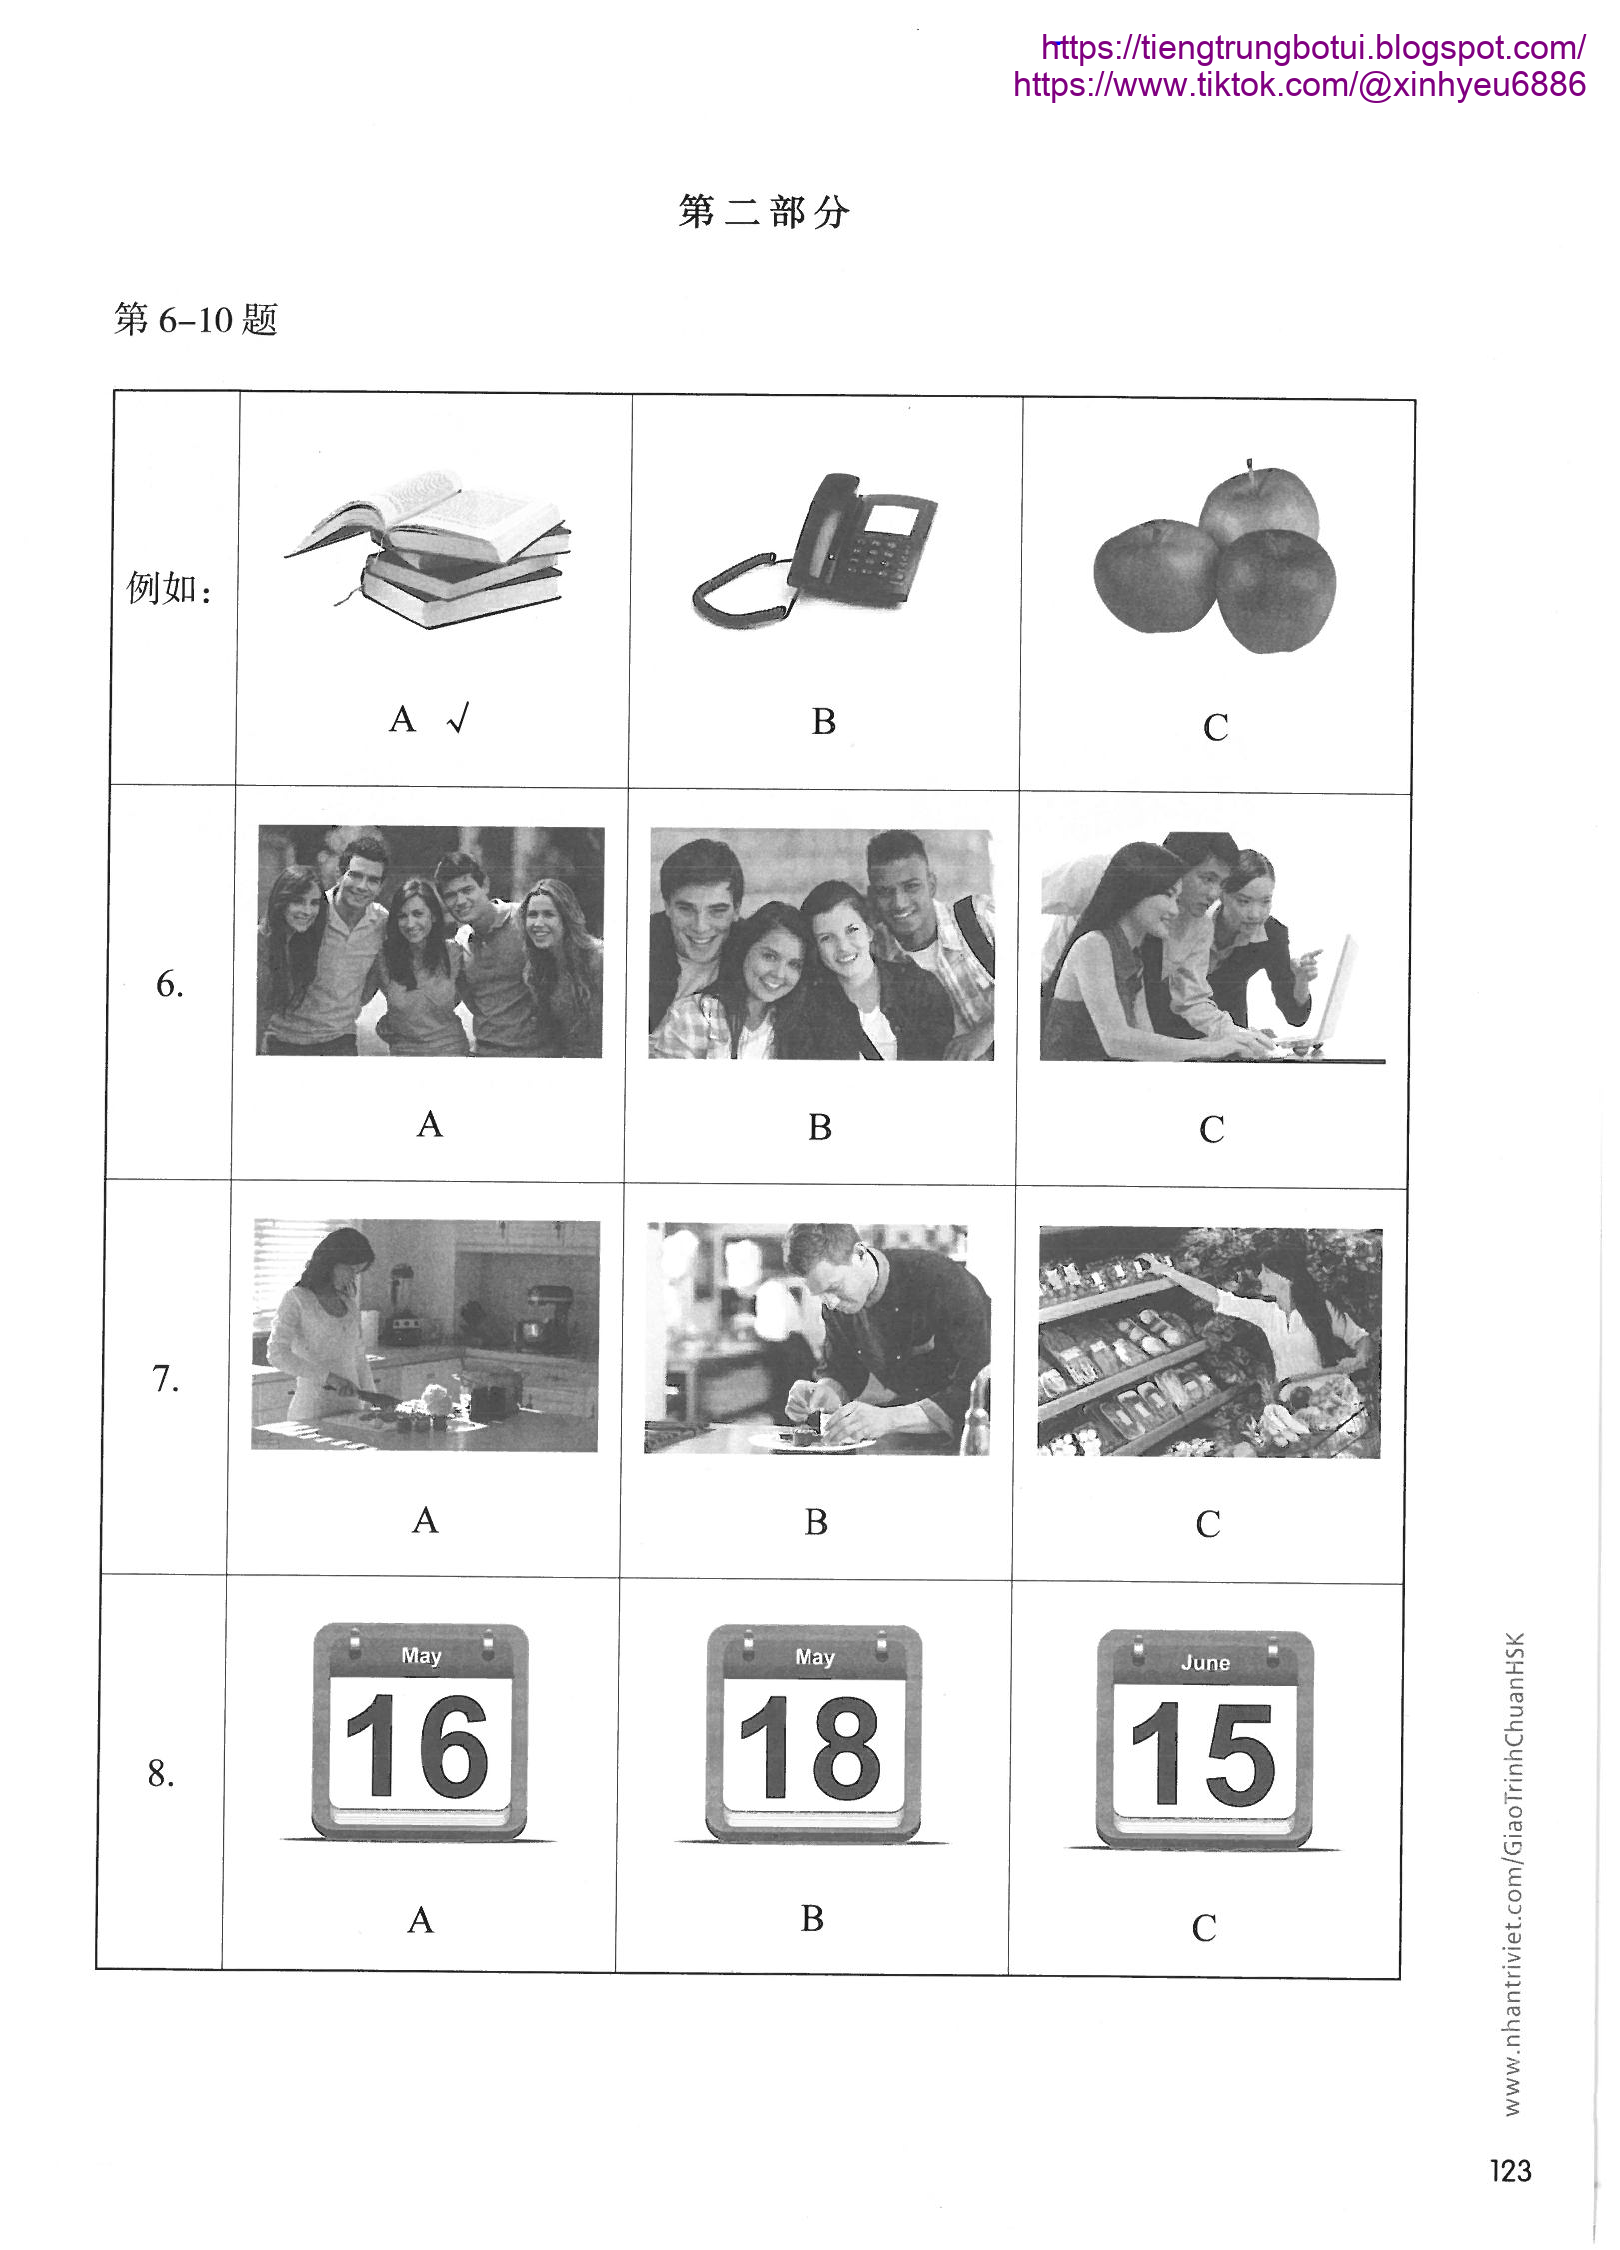 https://tiengtrungbotui.blogspot.com/
https://www.tiktok.com/@xinhyeu6886
第二部分
第 6–10 题
例如：
A √
B
C
6.
A
B
C
7.
A
B
C
8.
May
16
May
18
June
15
A
B
C
www.nhantriviet.com/GiaoTrinhChuanHSK
123